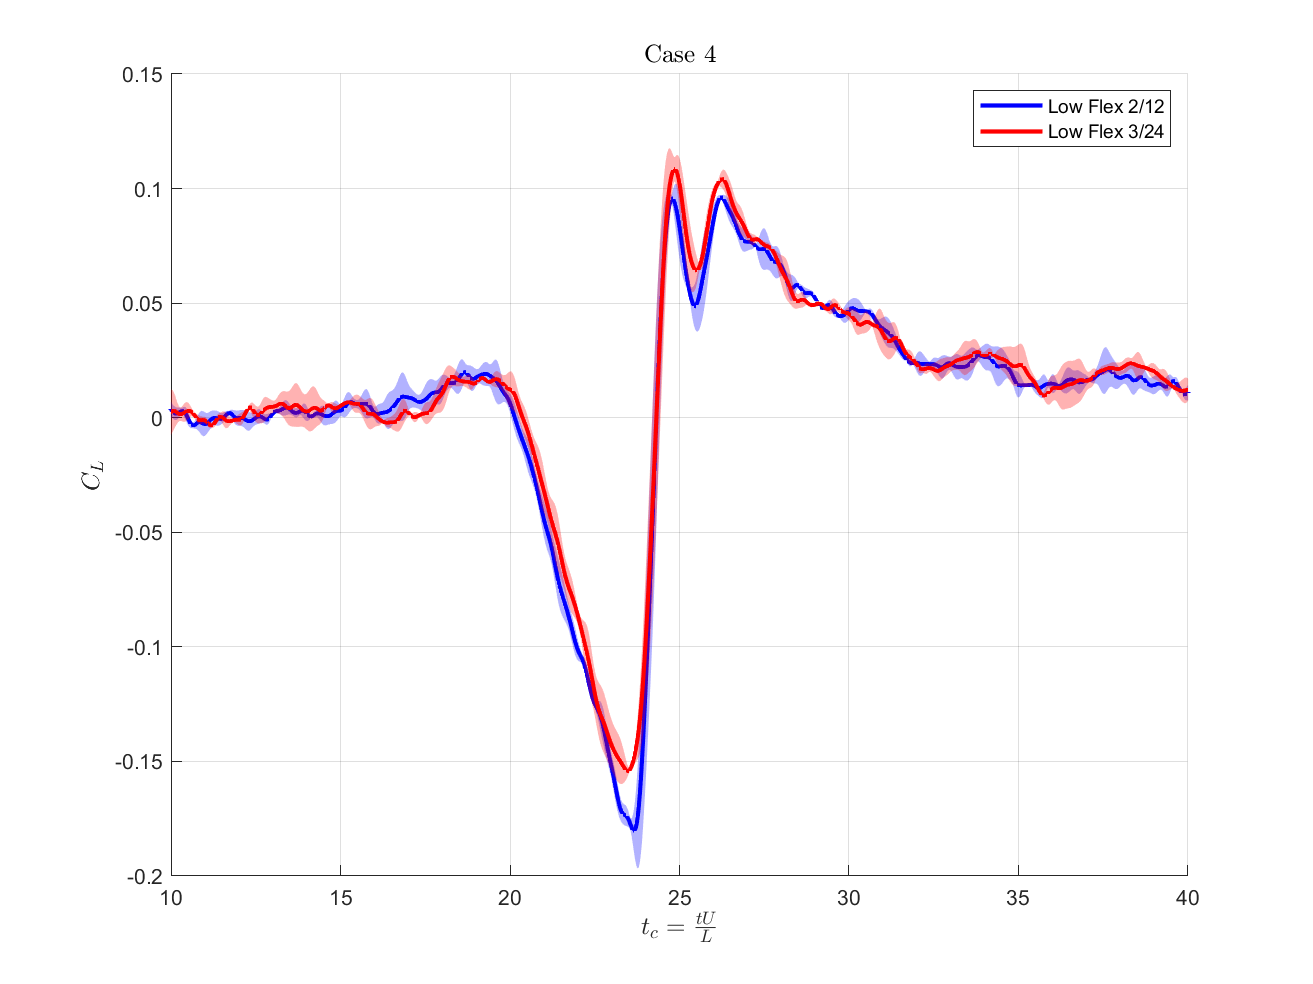 Case 4
Low Flex 2/12
Low Flex 3/24
0.15
0.1
0.05
0
-0.05
-0.1
-0.15
-0.2
C_L
10 15 20 25 30 35 40
t_c = \frac{tU}{L}